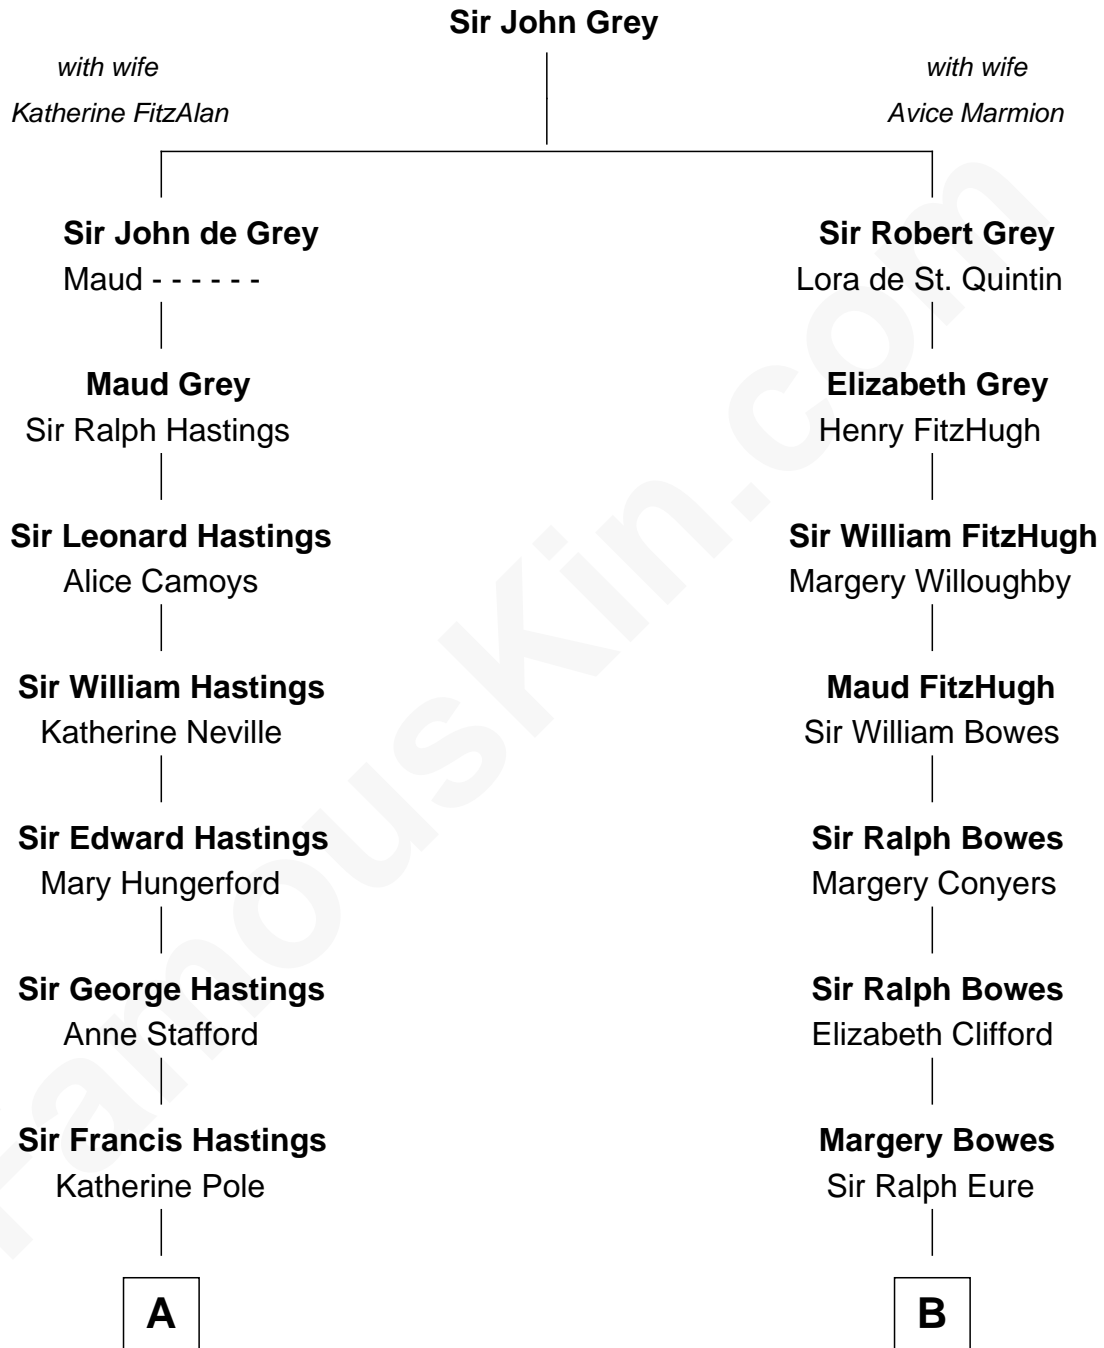 Sir John Grey
with wife
Katherine FitzAlan
with wife
Avice Marmion
Sir John de Grey
Maud - - - - - -
Sir Robert Grey
Lora de St. Quintin
Maud Grey
Sir Ralph Hastings
Elizabeth Grey
Henry FitzHugh
Sir Leonard Hastings
Alice Camoys
Sir William FitzHugh
Margery Willoughby
Sir William Hastings
Katherine Neville
Maud FitzHugh
Sir William Bowes
Sir Edward Hastings
Mary Hungerford
Sir Ralph Bowes
Margery Conyers
Sir George Hastings
Anne Stafford
Sir Ralph Bowes
Elizabeth Clifford
Sir Francis Hastings
Katherine Pole
Margery Bowes
Sir Ralph Eure
A
B
FamousKin.com